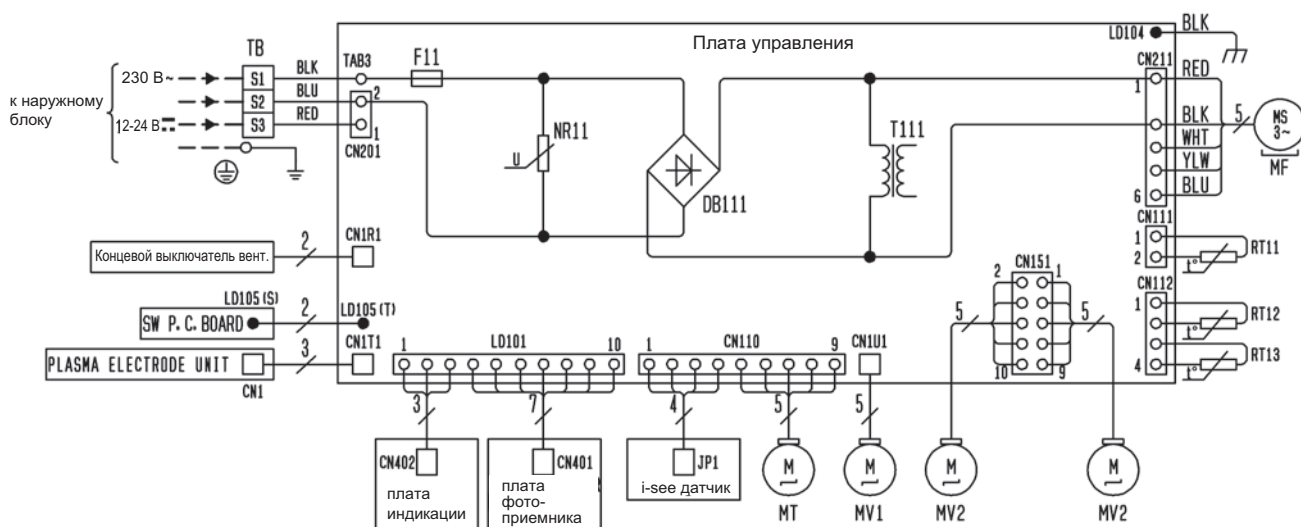 Плата управления
LD104
BLK
TB
TAB3
F11
CN211
RED
к наружному
блоку
230 В~
S1
BLK
1
S2
BLU
2
12-24 В
S3
RED
1
CN201
NR11
U
DB111
T111
BLK
5
MS
3~
MF
WHT
YLW
6
BLU
CN111
1
2
RT11
t°
Концевой выключатель вент.
2
CN1R1
CN151
2
1
10
9
5
5
CN112
1
4
RT12
t°
RT13
t°
LD105(S)
SW P. C. BOARD
2
LD105(T)
PLASMA ELECTRODE UNIT
CN1
3
CN1T1
1
LD101
10
1
CN110
9
CN1U1
3
7
4
5
5
CN402
плата
индикации
CN401
плата
фото-
приемника
JP1
i-see датчик
M
MT
M
MV1
M
MV2
M
MV2